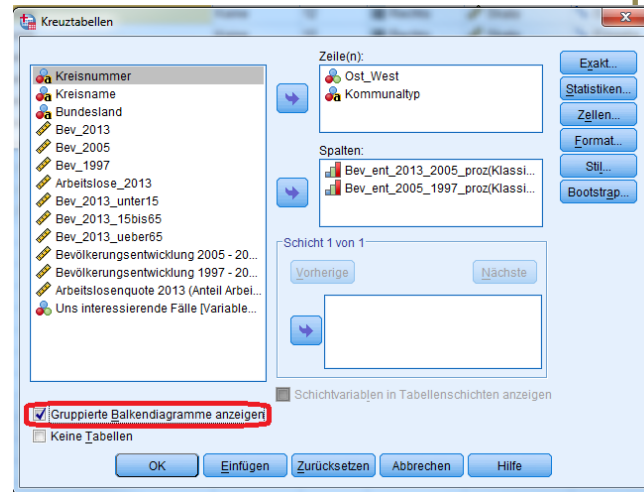 Kreuztabellen
Kreisnummer
Kreisname
Bundesland
Bev_2013
Bev_2005
Bev_1997
Arbeitslose_2013
Bev_2013_unter15
Bev_2013_15bis65
Bev_2013_ueber65
Bevölkerungsentwicklung 2005 - 20...
Bevölkerungsentwicklung 1997 - 20...
Arbeitslosenquote 2013 (Anteil Arbei...
Uns interessierende Fälle [Variable...
Zeile(n):
Ost_West
Kommunaltyp
Spalten:
Bev_ent_2013_2005_proz(Klassi...
Bev_ent_2005_1997_proz(Klassi...
Schicht 1 von 1
Vorherige
Nächste
Schichtvariablen in Tabellenschichten anzeigen
Exakt...
Statistiken...
Zellen...
Format...
Stil...
Bootstrap...
Gruppierte Balkendiagramme anzeigen
Keine Tabellen
OK
Einfügen
Zurücksetzen
Abbrechen
Hilfe